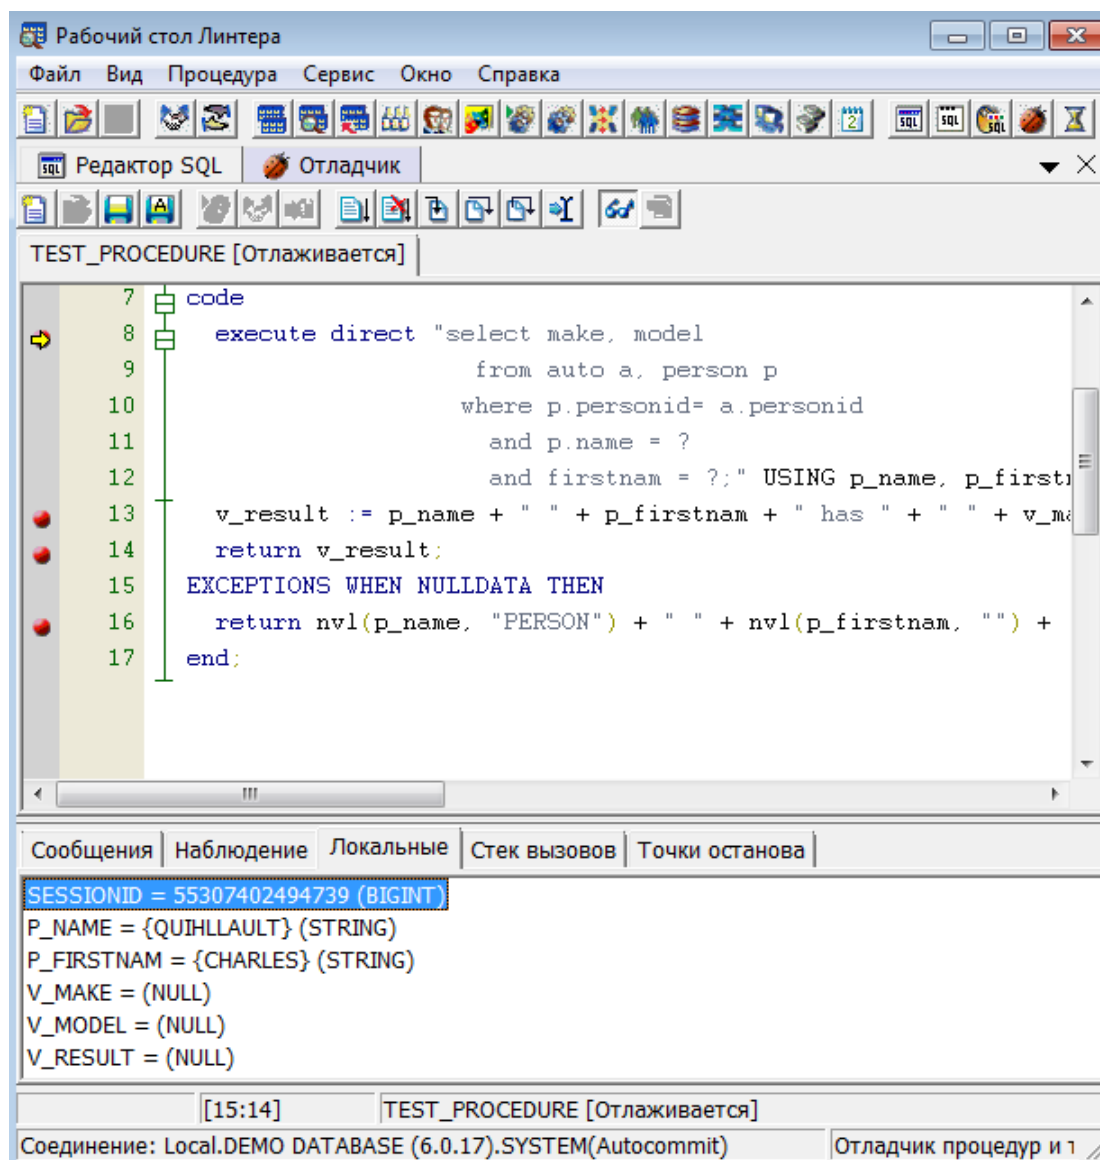 Рабочий стол Линтера
Файл Вид Процедура Сервис Окно Справка
Редактор SQL Отладчик
TEST_PROCEDURE [Отлаживается]
7 code
8 execute direct "select make, model
9 from auto a, person p
10 where p.personid= a.personid
11 and p.name = ?
12 and firstnam = ?;" USING p_name,
13 v_result := p_name + " " + p_firstnam + " has " + " " +
14 return v_result;
15 EXCEPTIONS WHEN NULLDATA THEN
16 return nvl(p_name, "PERSON") + " " + nvl(p_firstnam, "") +
17 end;
Сообщения Наблюдение Локальные Стек вызовов Точки останова
SESSIONID = 55307402494739 (BIGINT)
P_NAME = {QUIHLLAULT} (STRING)
P_FIRSTNAM = {CHARLES} (STRING)
V_MAKE = (NULL)
V_MODEL = (NULL)
V_RESULT = (NULL)
[15:14] TEST_PROCEDURE [Отлаживается]
Соединение: Local.DEMO DATABASE (6.0.17).SYSTEM(Autocommit) Отладчик процедур и